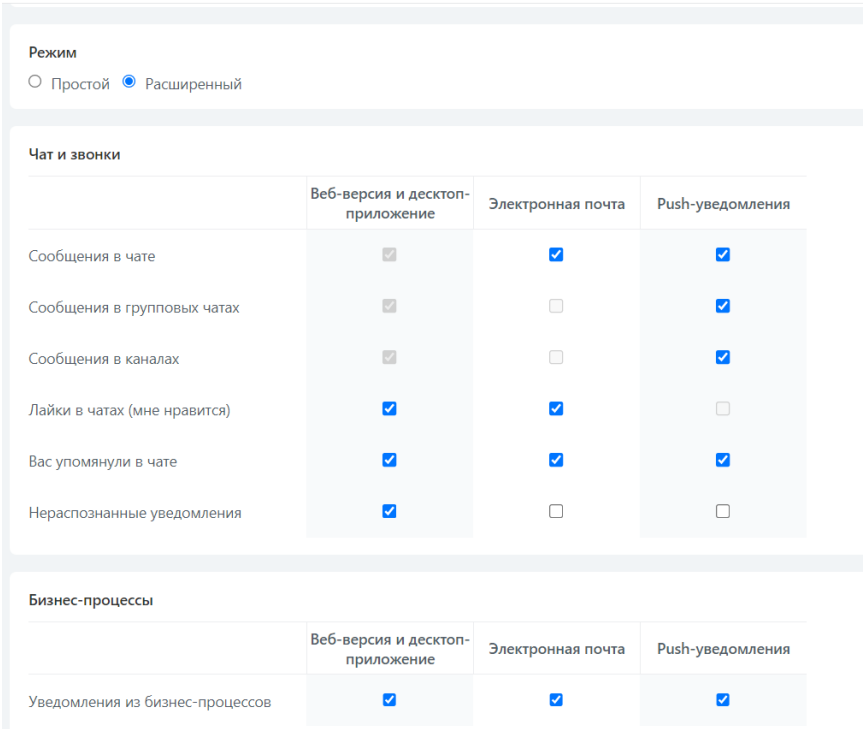 Режим
Простой Расширенный
Чат и звонки
Веб-версия и десктоп-
приложение
Электронная почта
Push-уведомления
Сообщения в чате
Сообщения в групповых чатах
Сообщения в каналах
Лайки в чатах (мне нравится)
Вас упомянули в чате
Нераспознанные уведомления
Бизнес-процессы
Веб-версия и десктоп-
приложение
Электронная почта
Push-уведомления
Уведомления из бизнес-процессов